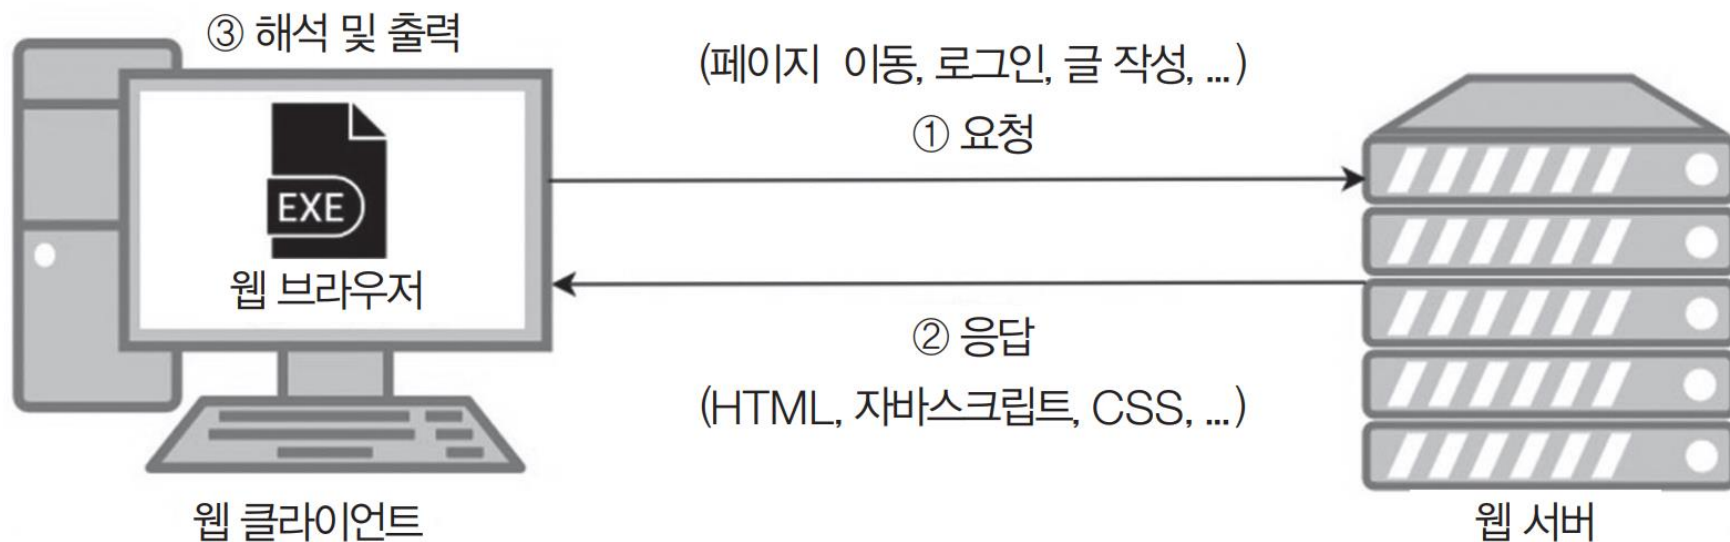 ③ 해석 및 출력
(페이지 이동, 로그인, 글 작성, ...)
① 요청
EXE
웹 브라우저
② 응답
(HTML, 자바스크립트, CSS, ...)
웹 클라이언트
웹 서버